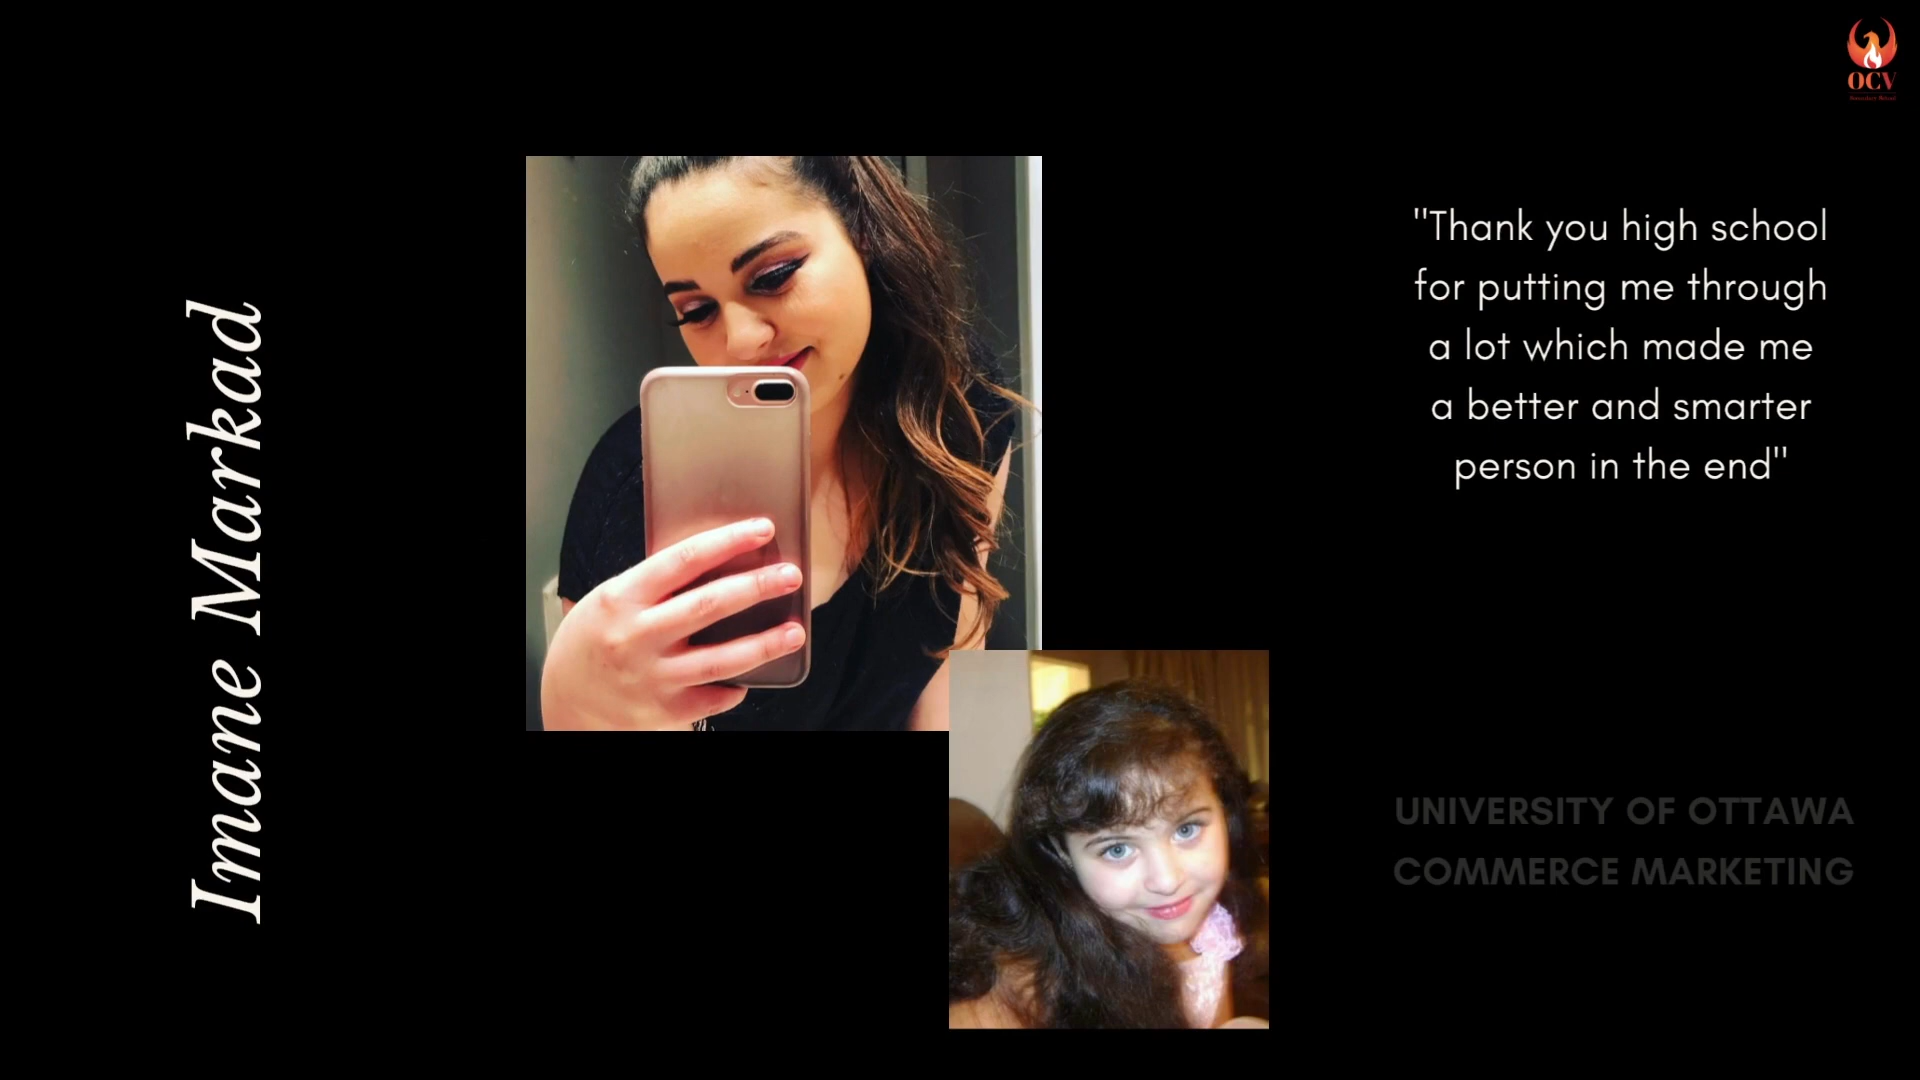 OCV
Imane Markad
"Thank you high school
for putting me through
a lot which made me
a better and smarter
person in the end"
UNIVERSITY OF OTTAWA
COMMERCE MARKETING